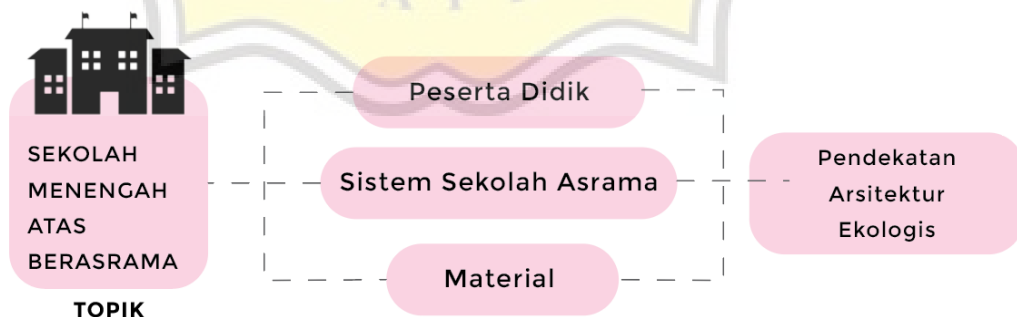 Peserta Didik
SEKOLAH
MENENGAH
ATAS
BERASRAMA
Sistem Sekolah Asrama
Pendekatan
Arsitektur
Ekologis
Material
TOPIK